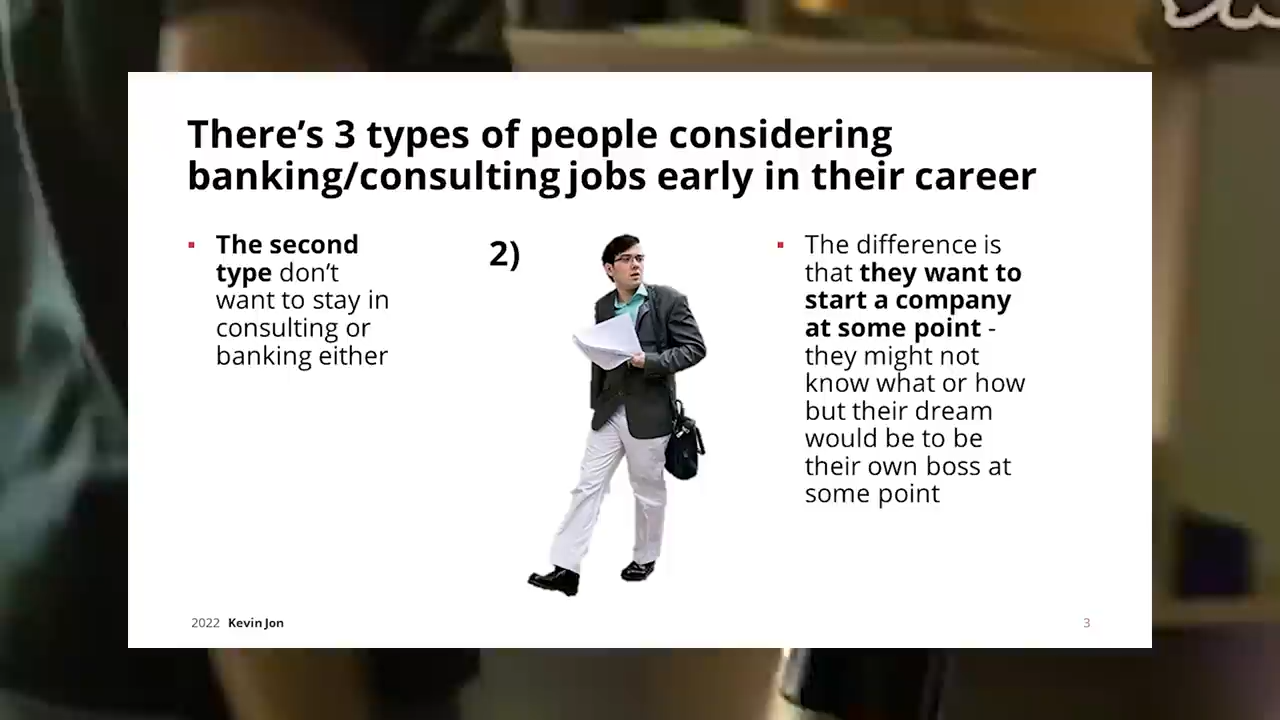 There's 3 types of people considering
banking/consulting jobs early in their career
▪ The second
type don't
want to stay in
consulting or
banking either
2)
▪ The difference is
that they want to
start a company
at some point -
they might not
know what or how
but their dream
would be to be
their own boss at
some point
2022 Kevin Jon
3